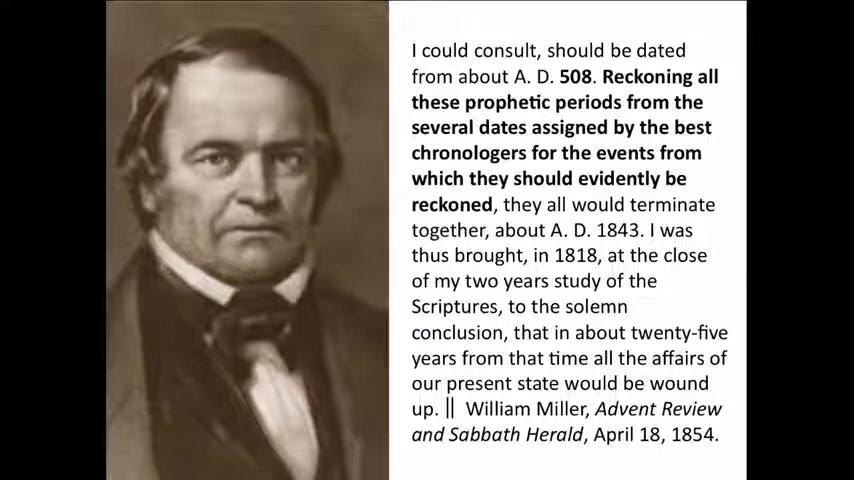 I could consult, should be dated
from about A. D. 508. Reckoning all
these prophetic periods from the
several dates assigned by the best
chronologers for the events from
which they should evidently be
reckoned, they all would terminate
together, about A. D. 1843. I was
thus brought, in 1818, at the close
of my two years study of the
Scriptures, to the solemn
conclusion, that in about twenty-five
years from that time all the affairs of
our present state would be wound
up. || William Miller, Advent Review
and Sabbath Herald, April 18, 1854.